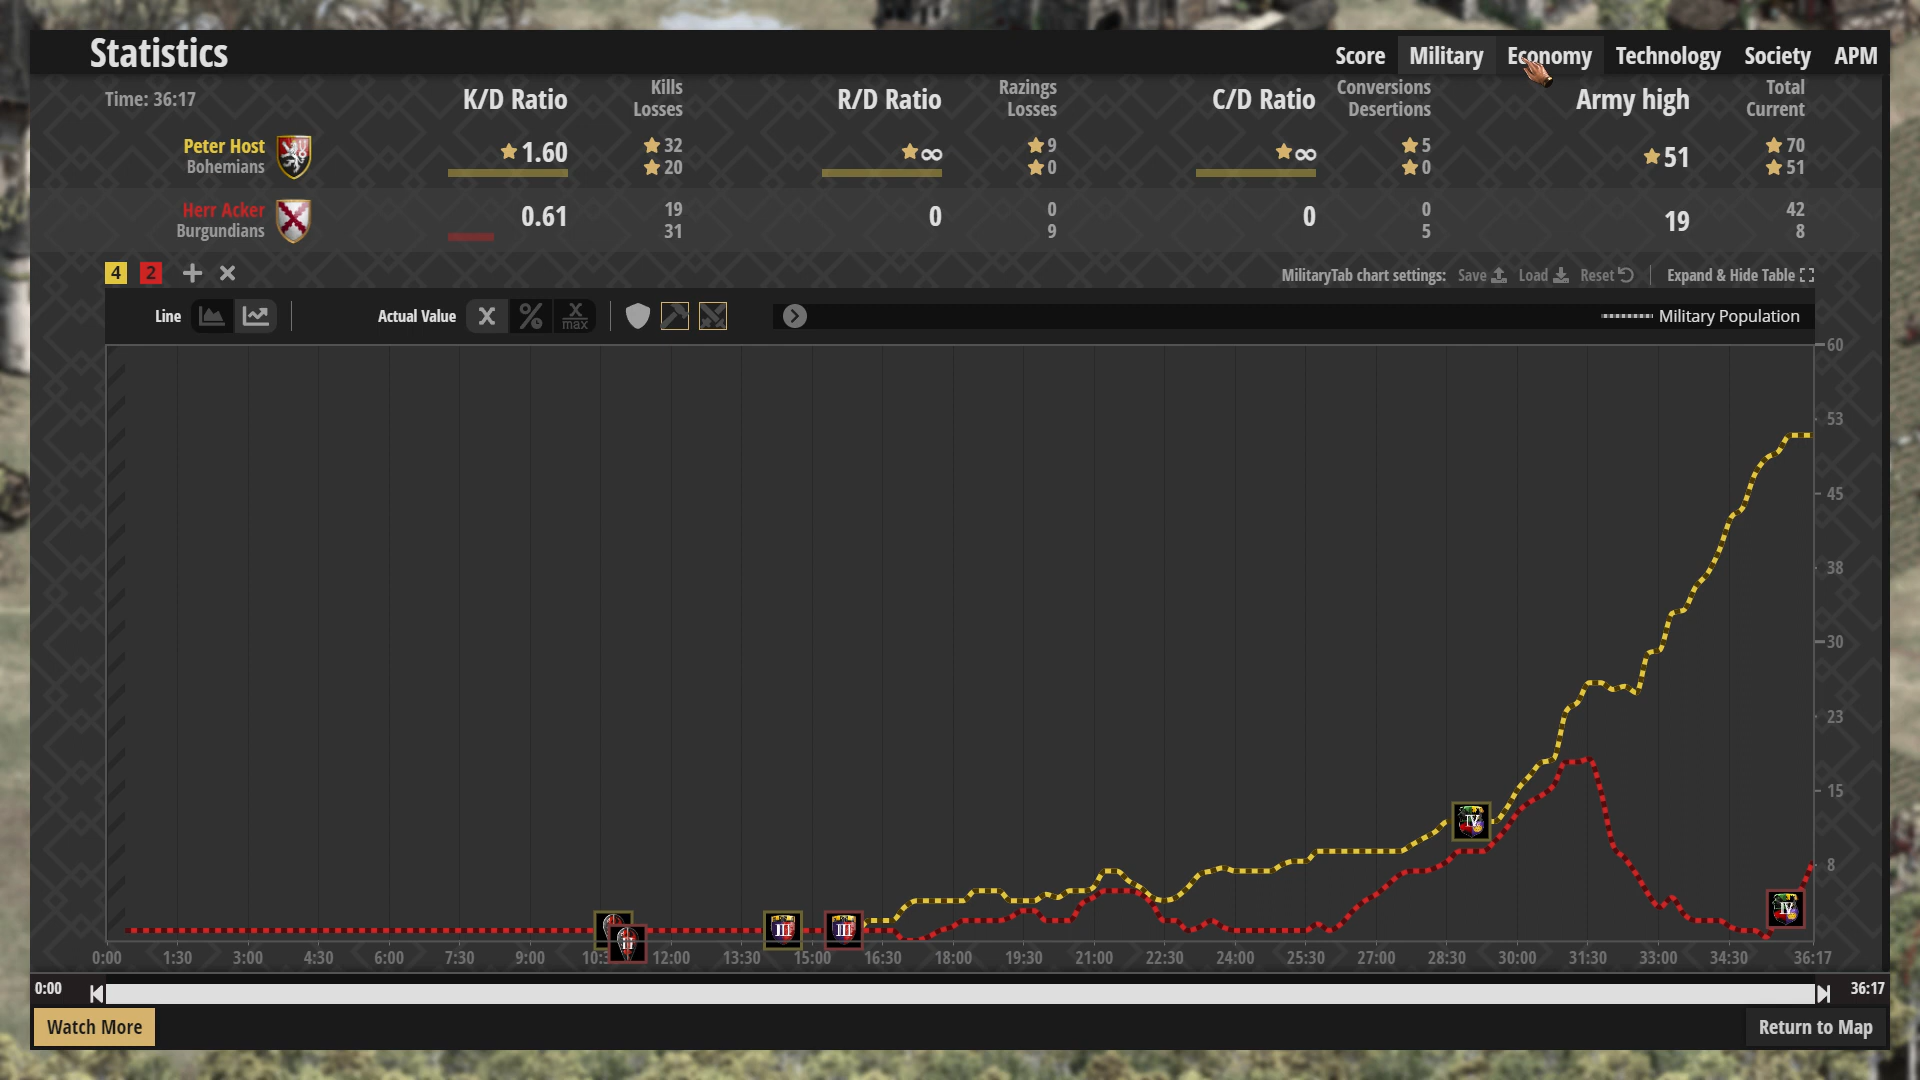 Statistics
Score Military Economy Technology Society APM
Time: 36:17 K/D Ratio Kills Losses R/D Ratio Razings Losses C/D Ratio Conversions Desertions Army high Total Current
Peter Host 1.60 32 ∞ 9 ∞ 5 51 70
Bohemians 20 0 0 51
Herr Acker 0.61 19 0 0 0 0 19 42
Burgundians 31 9 5 8
4 2 MilitaryTab chart settings: Save Load Reset Expand & Hide Table
Line Actual Value X % X max Military Population
60
53
45
38
30
23
15
8
IV
IV
III III
II
0:00 1:30 3:00 4:30 6:00 7:30 9:00 10:3 12:00 13:30 15:00 16:30 18:00 19:30 21:00 22:30 24:00 25:30 27:00 28:30 30:00 31:30 33:00 34:30 36:17
0:00 36:17
Watch More Return to Map